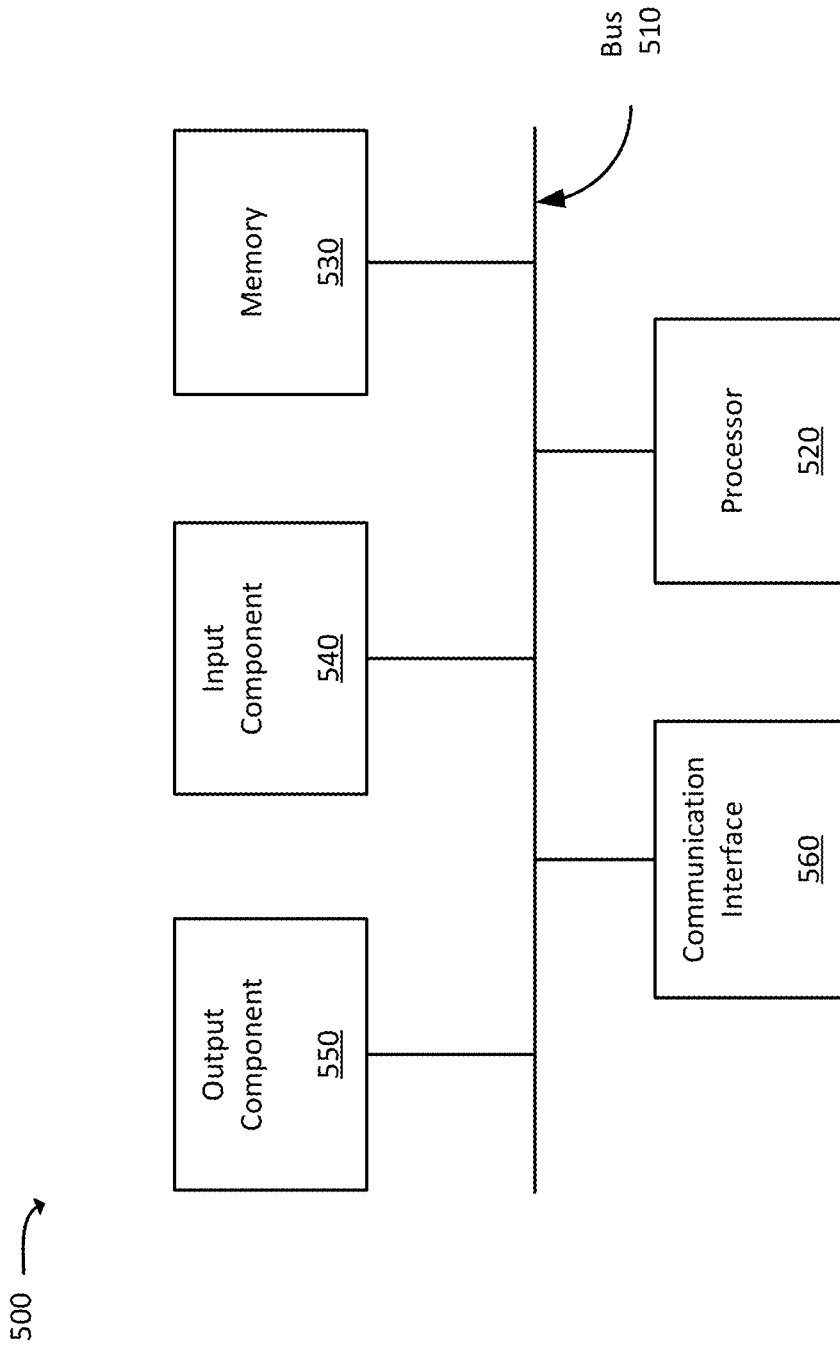 500
Output
Component
550
Input
Component
540
Memory
530
Bus
510
Communication
Interface
560
Processor
520